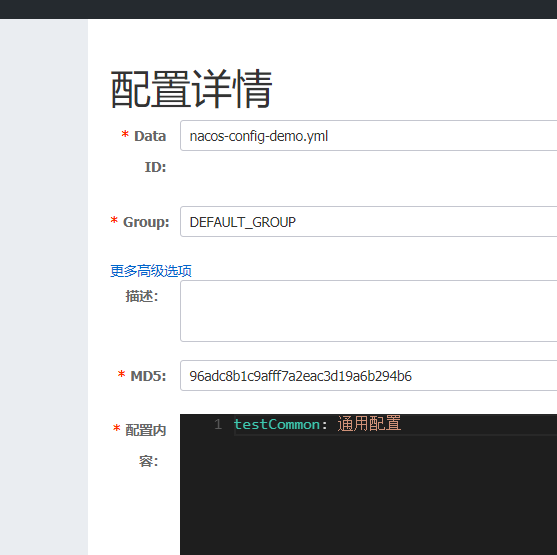 配置详情
* Data ID:
nacos-config-demo.yml
* Group:
DEFAULT_GROUP
更多高级选项
描述:
* MD5:
96adc8b1c9afff7a2eac3d19a6b294b6
* 配置内容:
1 testCommon: 通用配置